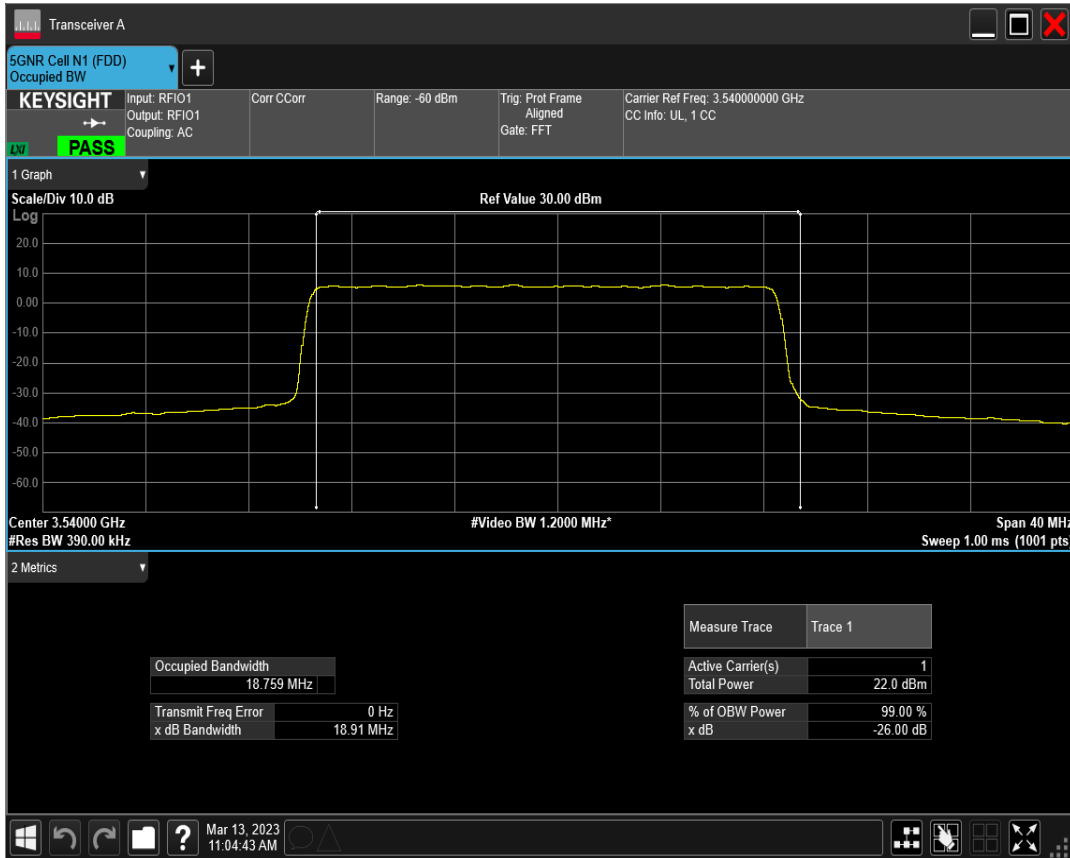 Transceiver A
5GNR Cell N1 (FDD)
Occupied BW
+
KEYSIGHT
LXI
PASS
Input: RFIO1
Output: RFIO1
Coupling: AC
Corr CCorr
Range: -60 dBm
Trig: Prot Frame
Aligned
Gate: FFT
Carrier Ref Freq: 3.540000000 GHz
CC Info: UL, 1 CC
1 Graph
Scale/Div 10.0 dB
Ref Value 30.00 dBm
Log
20.0
10.0
0.00
-10.0
-20.0
-30.0
-40.0
-50.0
-60.0
Center 3.54000 GHz
#Video BW 1.2000 MHz*
Span 40 MHz
#Res BW 390.00 kHz
Sweep 1.00 ms (1001 pts)
2 Metrics
Measure Trace Trace 1
Occupied Bandwidth
18.759 MHz
Active Carrier(s) 1
Total Power 22.0 dBm
Transmit Freq Error 0 Hz
x dB Bandwidth 18.91 MHz
% of OBW Power 99.00 %
x dB -26.00 dB
?
Mar 13, 2023
11:04:43 AM